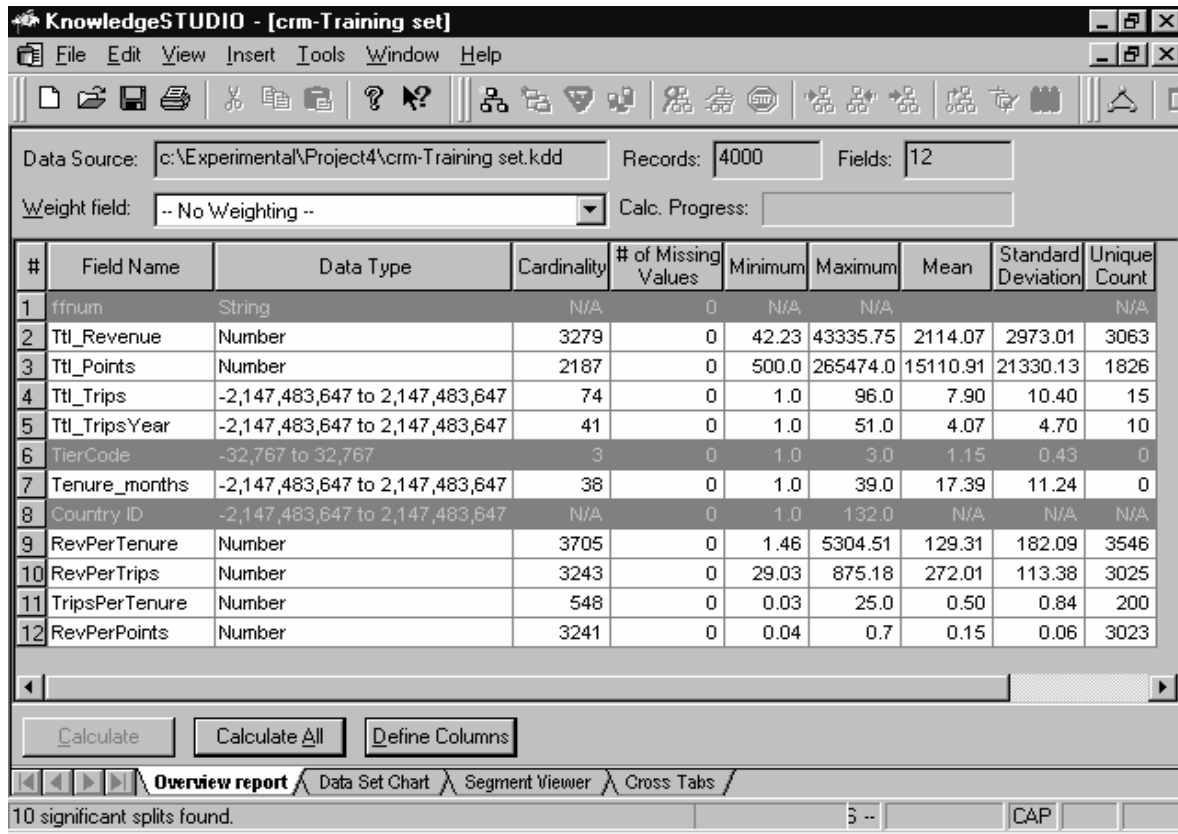 KnowledgeSTUDIO - [crm-Training set]
File Edit View Insert Tools Window Help
Data Source: c:\Experimental\Project4\crm-Training set.kdd Records: 4000 Fields: 12
Weight field: -- No Weighting -- Calc. Progress:
# Field Name Data Type Cardinality # of Missing Values Minimum Maximum Mean Standard Deviation Unique Count
1 ffnum String N/A 0 N/A N/A N/A
2 Ttl_Revenue Number 3279 0 42.23 43335.75 2114.07 2973.01 3063
3 Ttl_Points Number 2187 0 500.0 265474.0 15110.91 21330.13 1826
4 Ttl_Trips -2,147,483,647 to 2,147,483,647 74 0 1.0 96.0 7.90 10.40 15
5 Ttl_TripsYear -2,147,483,647 to 2,147,483,647 41 0 1.0 51.0 4.07 4.70 10
6 TierCode -32,767 to 32,767 3 0 1.0 3.0 1.15 0.43 0
7 Tenure_months -2,147,483,647 to 2,147,483,647 38 0 1.0 39.0 17.39 11.24 0
8 Country ID -2,147,483,647 to 2,147,483,647 N/A 0 1.0 132.0 N/A N/A N/A
9 RevPerTenure Number 3705 0 1.46 5304.51 129.31 182.09 3546
10 RevPerTrips Number 3243 0 29.03 875.18 272.01 113.38 3025
11 TripsPerTenure Number 548 0 0.03 25.0 0.50 0.84 200
12 RevPerPoints Number 3241 0 0.04 0.7 0.15 0.06 3023
Calculate Calculate All Define Columns
Overview report Data Set Chart Segment Viewer Cross Tabs
10 significant splits found. CAP